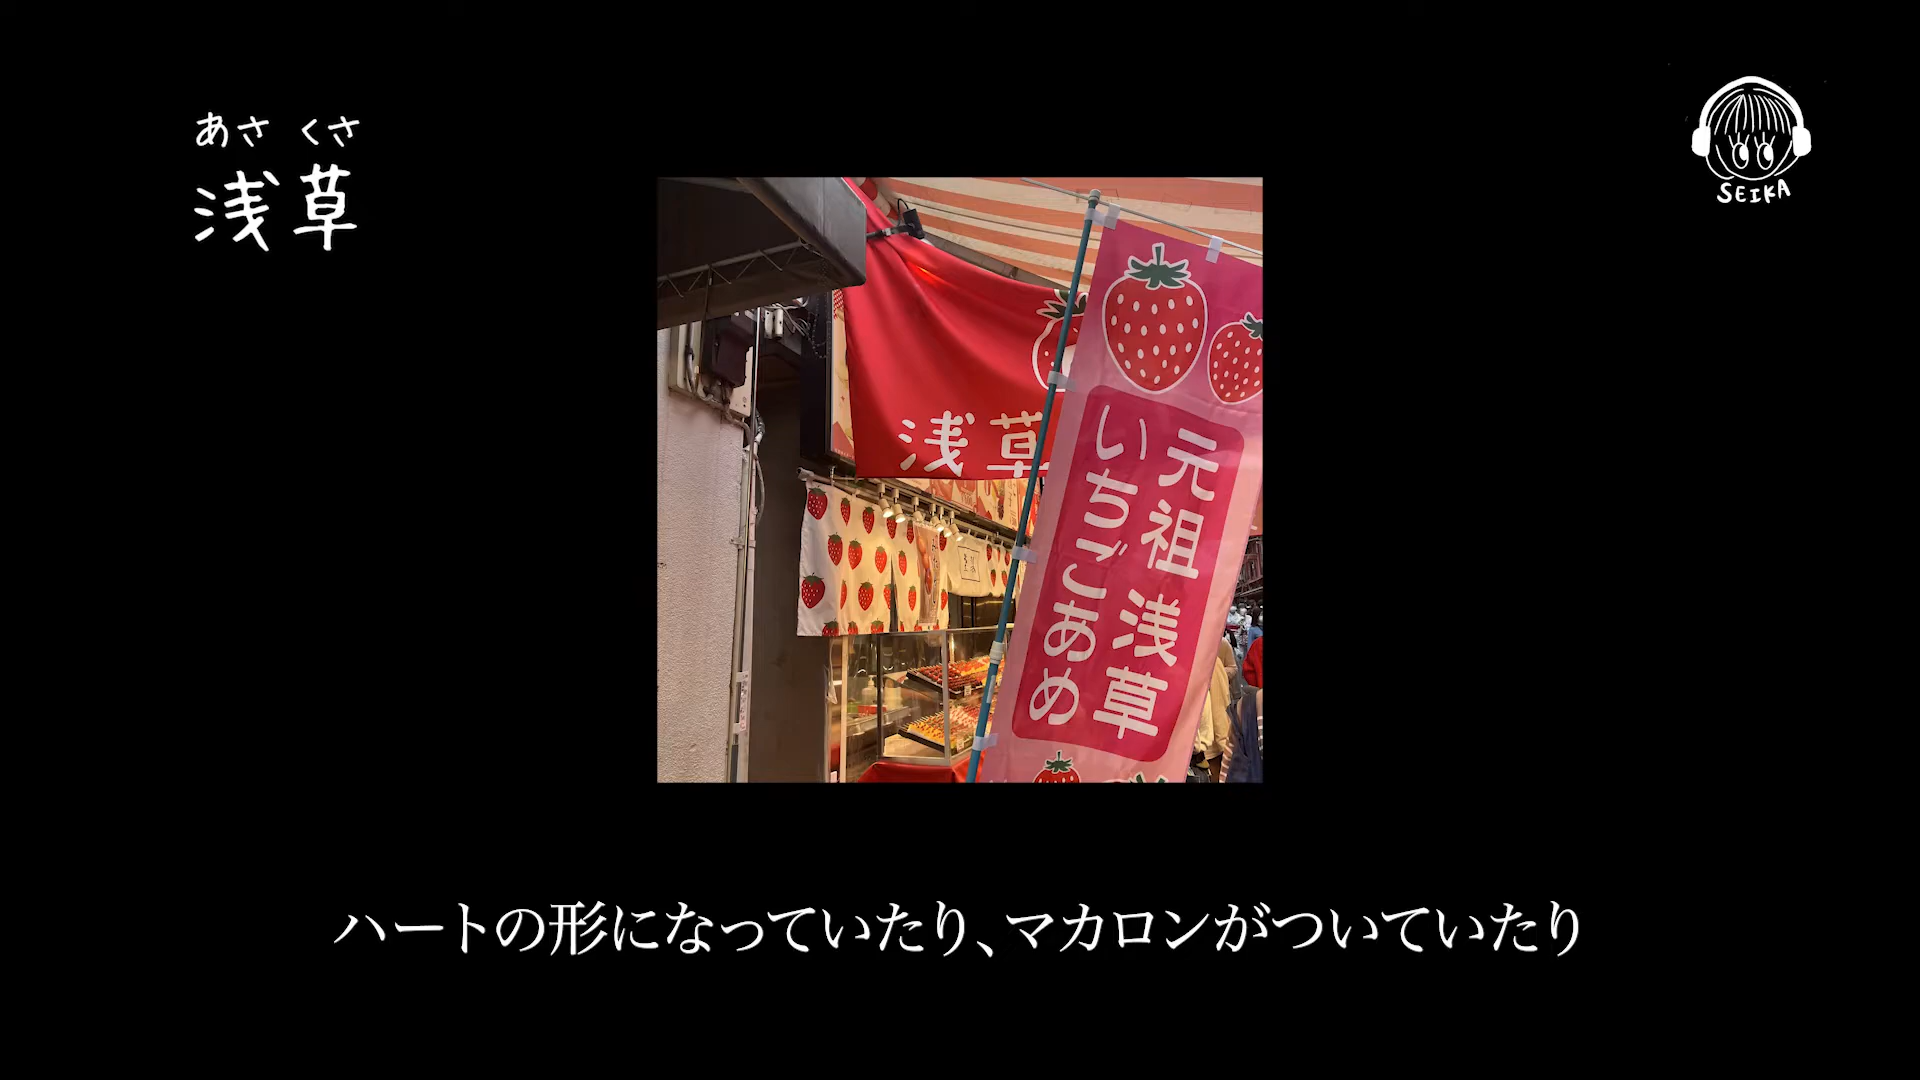 あさ くさ
浅草
SEIKA
浅草
元祖 浅草
いちごあめ
ハートの形になっていたり、マカロンがついていたり